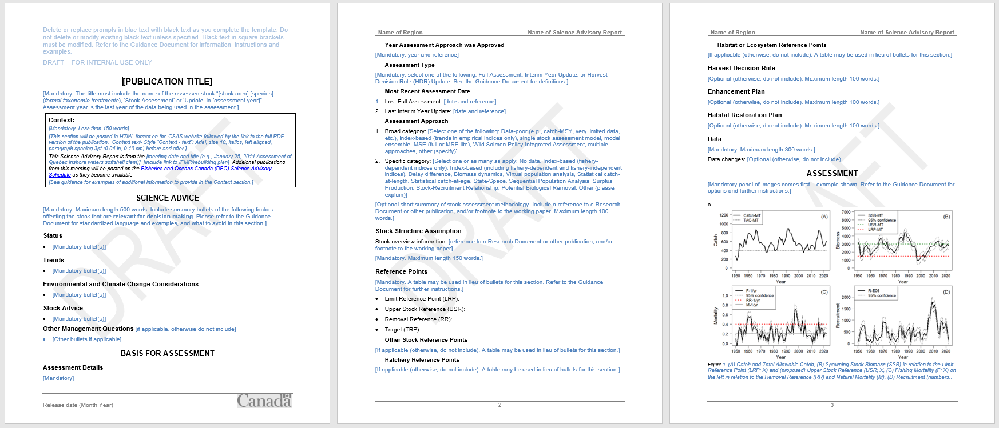 Delete or replace prompts in blue text with black text as you complete the template. Do
not delete or modify existing black text unless specified. Black text in square brackets
must be modified. Refer to the Guidance Document for information, instructions and
examples.
DRAFT – FOR INTERNAL USE ONLY
[PUBLICATION TITLE]
[Mandatory. The title must include the name of the assessed stock "[stock area] [species]
(formal taxonomic treatments), 'Stock Assessment' or 'Update' in [assessment year]".
Assessment year is the last year of the data being used in the assessment.]
Context:
[Mandatory. Less than 150 words]
[This section will be posted in HTML format on the CSAS website followed by the link to the full PDF
version of the publication. Context text- Style "Context - text": Arial, size 10, italics, left aligned,
paragraph spacing 3pt (0.04 in, 0.10 cm) before and after.]
This Science Advisory Report is from the [meeting date and title (e.g., January 25, 2011 Assessment of
Quebec inshore waters softshell clam)]. [Include link to IFMP/rebuilding plan] Additional publications
from this meeting will be posted on the Fisheries and Oceans Canada (DFO) Science Advisory
Schedule as they become available.
[See guidance for examples of additional information to provide in the Context section.]
SCIENCE ADVICE
[Mandatory. Maximum length 500 words. Include summary bullets of the following factors
affecting the stock that are relevant for decision-making. Please refer to the Guidance
Document for standardized language and examples, and what to avoid in this section.]
Status
• [Mandatory bullet(s)]
Trends
• [Mandatory bullet(s)]
Environmental and Climate Change Considerations
• [Mandatory bullet(s)]
Stock Advice
• [Mandatory bullet(s)]
Other Management Questions [if applicable, otherwise do not include]
• [Other bullets if applicable]
BASIS FOR ASSESSMENT
Assessment Details
[Mandatory]
Release date (Month Year)
Canada
DRAFT
Name of Region Name of Science Advisory Report
Year Assessment Approach was Approved
[Mandatory; year and reference]
Assessment Type
[Mandatory; select one of the following: Full Assessment, Interim Year Update, or Harvest
Decision Rule (HDR) Update. See the Guidance Document for definitions.]
Most Recent Assessment Date
1. Last Full Assessment: [date and reference]
2. Last Interim Year Update: [date and reference]
Assessment Approach
1. Broad category: [Select one of the following: Data-poor (e.g., catch-MSY, very limited data,
etc.), index-based (trends in empirical indices only), single stock assessment model, model
ensemble, MSE (full or MSE-lite), Wild Salmon Policy Integrated Assessment, multiple
approaches, other (specify)]
2. Specific category: [Select one or as many as apply: No data, Index-based (fishery-
dependent indices only), Index-based (including fishery-dependent and fishery-independent
indices), Delay difference, Biomass dynamics, Virtual population analysis, Statistical catch-
at-length, Statistical catch-at-age, State-Space, Sequential Population Analysis, Surplus
Production, Stock-Recruitment Relationship, Potential Biological Removal, Other (please
explain)]
[Optional short summary of stock assessment methodology. Include a reference to a Research
Document or other publication, and/or footnote to the working paper. Maximum length 100
words.]
Stock Structure Assumption
Stock overview information: [reference to a Research Document or other publication, and/or
footnote to the working paper]
[Mandatory. Maximum length 150 words.]
Reference Points
[Mandatory. A table may be used in lieu of bullets for this section. Refer to the Guidance
Document for further instructions.]
• Limit Reference Point (LRP):
• Upper Stock Reference (USR):
• Removal Reference (RR):
• Target (TRP):
Other Stock Reference Points
[If applicable (otherwise, do not include). A table may be used in lieu of bullets for this section.]
Hatchery Reference Points
[If applicable (otherwise, do not include). A table may be used in lieu of bullets for this section.]
2
DRAFT
Name of Region Name of Science Advisory Report
Habitat or Ecosystem Reference Points
[If applicable (otherwise, do not include). A table may be used in lieu of bullets for this section.]
Harvest Decision Rule
[Optional (otherwise, do not include). Maximum length 100 words.]
Enhancement Plan
[Optional (otherwise, do not include). Maximum length 100 words.]
Habitat Restoration Plan
[Optional (otherwise, do not include). Maximum length 100 words.]
Data
[Mandatory. Maximum length 300 words.]
Data changes: [Optional (otherwise, do not include).
ASSESSMENT
[Mandatory panel of images comes first – example shown. Refer to the Guidance Document for
options and further instructions.]
c
Catch-MT
TAC-MT
(A)
Catch
1200
1000
800
600
400
200
0
1950 1960 1970 1980 1990 2000 2010 2020
Year
SSB-MT
95% confidence
USR-MT
LRP-MT
(B)
Biomass
7000
6000
5000
4000
3000
2000
1000
0
1950 1960 1970 1980 1990 2000 2010 2020
Year
F-1/yr
95% confidence
RR-1/yr
M-1/yr
(C)
Mortality
1.0
0.8
0.6
0.4
0.2
0.0
1950 1960 1970 1980 1990 2000 2010 2020
Year
R-E06
95% confidence
(D)
Recruitment
2000
1500
1000
500
0
1950 1960 1970 1980 1990 2000 2010 2020
Year
Figure 1. (A) Catch and Total Allowable Catch, (B) Spawning Stock Biomass (SSB) in relation to the Limit
Reference Point (LRP; X) and (proposed) Upper Stock Reference (USR; X, (C) Fishing Mortality (F; X) on
the left in relation to the Removal Reference (RR) and Natural Mortality (M), (D) Recruitment (numbers).
3
DRAFT